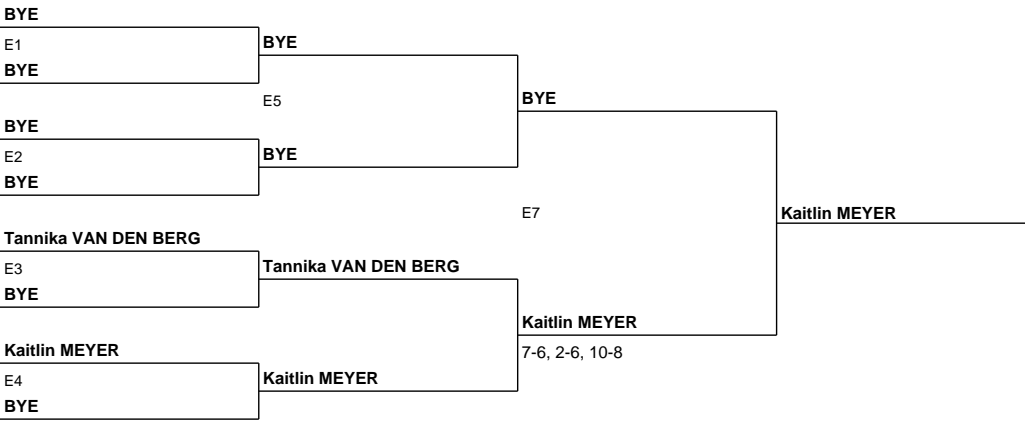 BYE
E1
BYE
BYE
E5
BYE
BYE
E2
BYE
BYE
E7
Kaitlin MEYER
Tannika VAN DEN BERG
E3
Tannika VAN DEN BERG
BYE
Kaitlin MEYER
Kaitlin MEYER
7-6, 2-6, 10-8
E4
Kaitlin MEYER
BYE